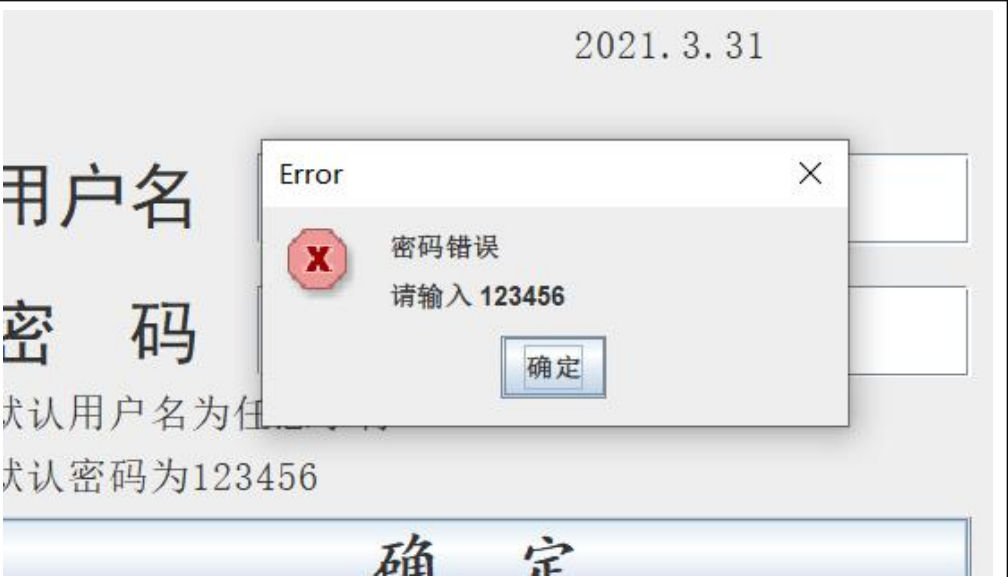 2021.3.31
用户名
Error
密码错误
请输入 123456
确定
密 码
默认用户名为任
默认密码为123456
确 定